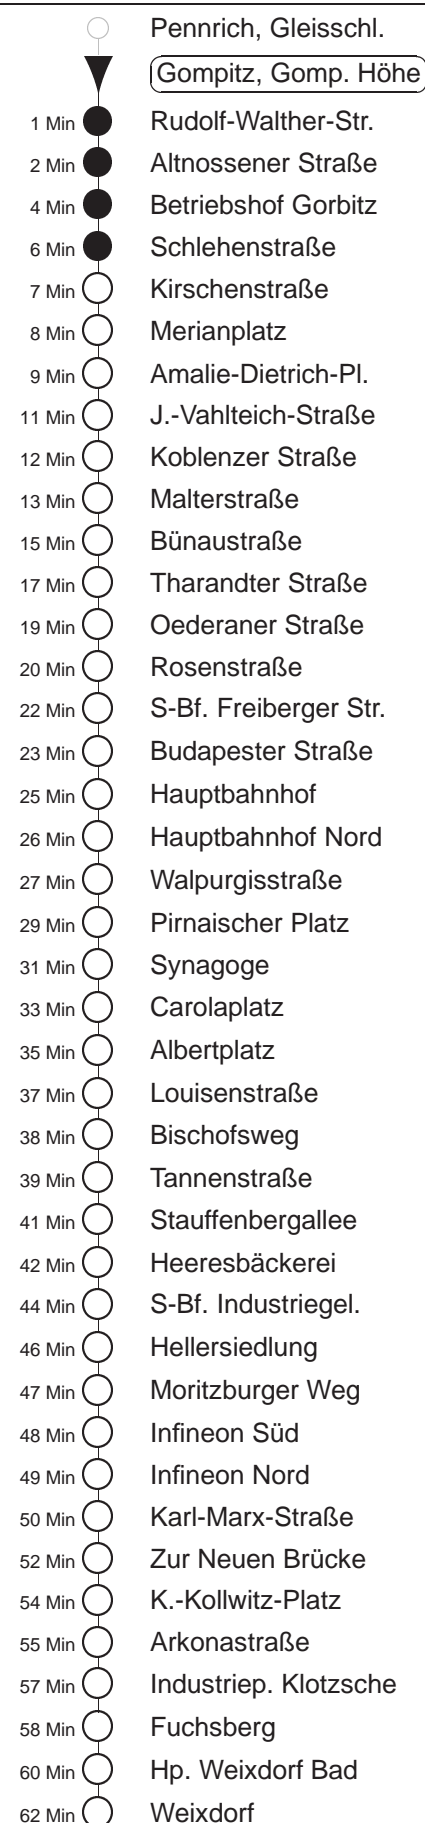 Pennrich, Gleisschl.
Gompitz, Gomp. Höhe
1 Min Rudolf-Walther-Str.
2 Min Altnossener Straße
4 Min Betriebshof Gorbitz
6 Min Schlehenstraße
7 Min Kirschenstraße
8 Min Merianplatz
9 Min Amalie-Dietrich-Pl.
11 Min J.-Vahlteich-Straße
12 Min Koblenzer Straße
13 Min Malterstraße
15 Min Bünaustraße
17 Min Tharandter Straße
19 Min Oederaner Straße
20 Min Rosenstraße
22 Min S-Bf. Freiberger Str.
23 Min Budapester Straße
25 Min Hauptbahnhof
26 Min Hauptbahnhof Nord
27 Min Walpurgisstraße
29 Min Pirnaischer Platz
31 Min Synagoge
33 Min Carolaplatz
35 Min Albertplatz
37 Min Louisenstraße
38 Min Bischofsweg
39 Min Tannenstraße
41 Min Stauffenbergallee
42 Min Heeresbäckerei
44 Min S-Bf. Industriegel.
46 Min Hellersiedlung
47 Min Moritzburger Weg
48 Min Infineon Süd
49 Min Infineon Nord
50 Min Karl-Marx-Straße
52 Min Zur Neuen Brücke
54 Min K.-Kollwitz-Platz
55 Min Arkonastraße
57 Min Industriep. Klotzsche
58 Min Fuchsberg
60 Min Hp. Weixdorf Bad
62 Min Weixdorf